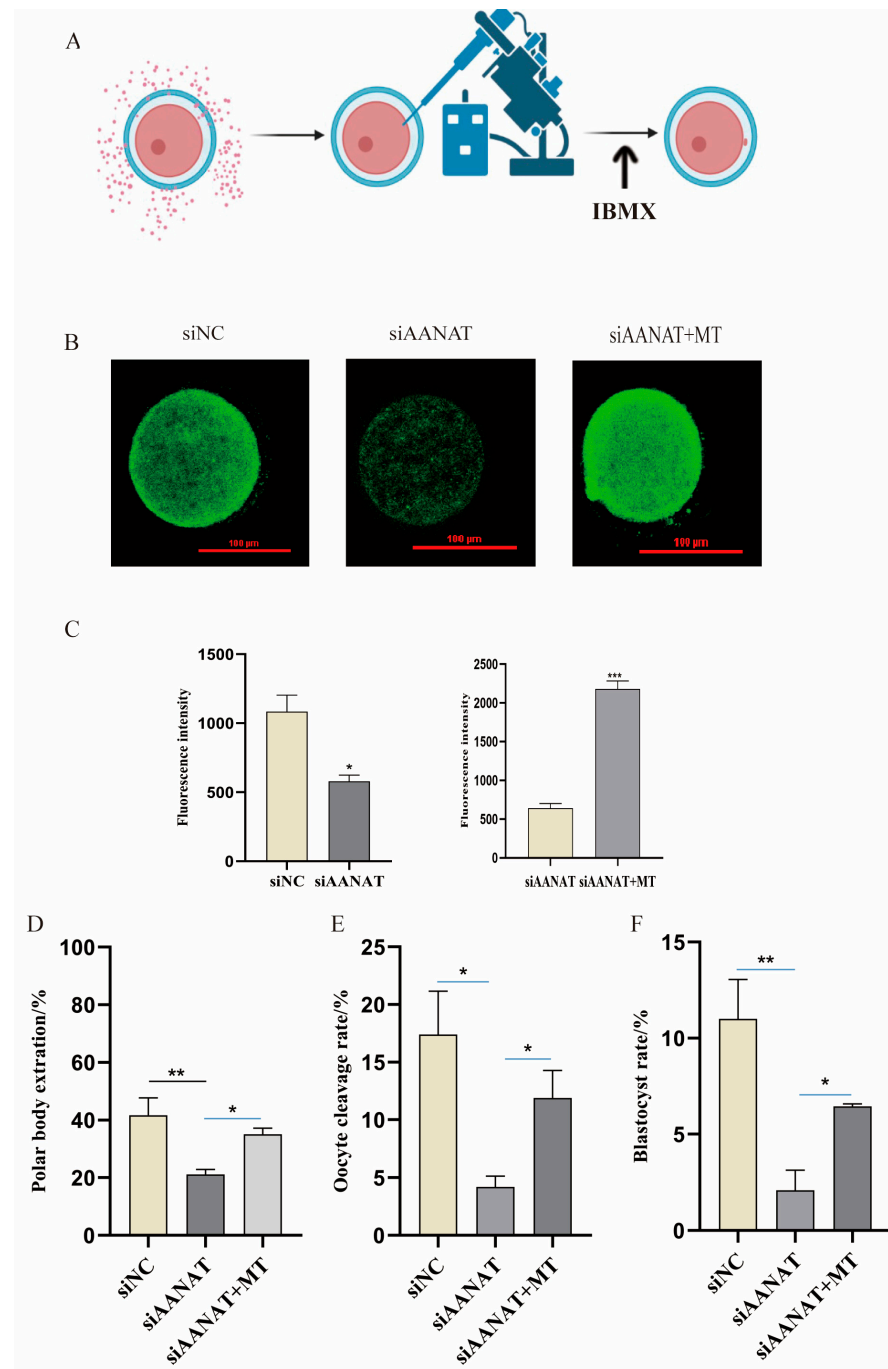 A
IBMX
B
siNC siAANAT siAANAT+MT
100 μm 100 μm 100 μm
C
1500
1000
500
0
Fluorescence intensity
*
siNC siAANAT
2500
2000
1500
1000
500
0
Fluorescence intensity
***
siAANAT siAANAT+MT
D
100
80
60
40
20
0
Polar body extration/%
**
*
siNC
siAANAT
siAANAT+MT
E
25
20
15
10
5
0
Oocyte cleavage rate/%
*
*
siNC
siAANAT
siAANAT+MT
F
15
10
5
0
Blastocyst rate/%
**
*
siNC
siAANAT
siAANAT+MT